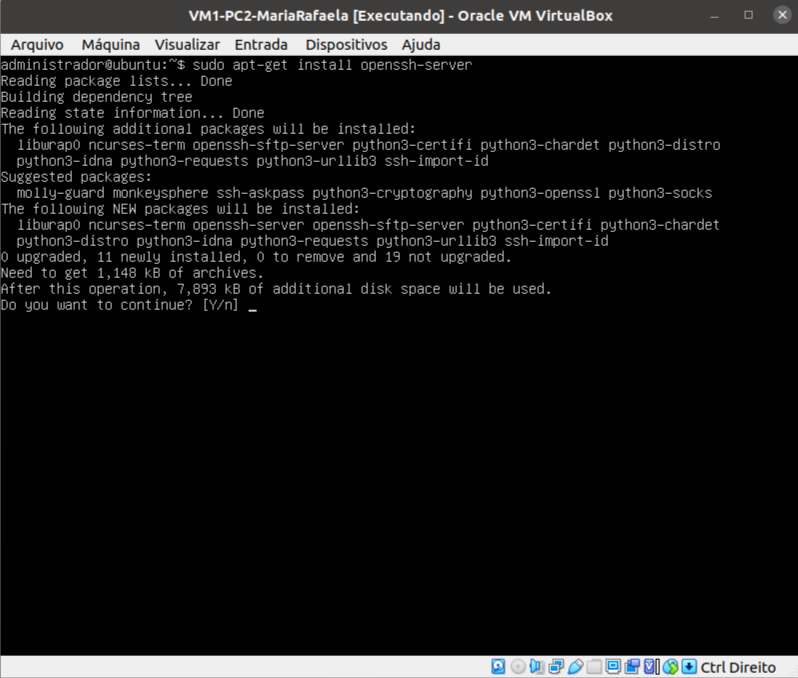 VM1-PC2-MariaRafaela [Executando] - Oracle VM VirtualBox
Arquivo Máquina Visualizar Entrada Dispositivos Ajuda
administrador@ubuntu:~$ sudo apt-get install openssh-server
Reading package lists... Done
Building dependency tree
Reading state information... Done
The following additional packages will be installed:
  libwrap0 ncurses-term openssh-sftp-server python3-certifi python3-chardet python3-distro
  python3-idna python3-requests python3-urllib3 ssh-import-id
Suggested packages:
  molly-guard monkeysphere ssh-askpass python3-cryptography python3-openssl python3-socks
The following NEW packages will be installed:
  libwrap0 ncurses-term openssh-server openssh-sftp-server python3-certifi python3-chardet
  python3-distro python3-idna python3-requests python3-urllib3 ssh-import-id
0 upgraded, 11 newly installed, 0 to remove and 19 not upgraded.
Need to get 1,148 kB of archives.
After this operation, 7,893 kB of additional disk space will be used.
Do you want to continue? [Y/n] _
Ctrl Direito